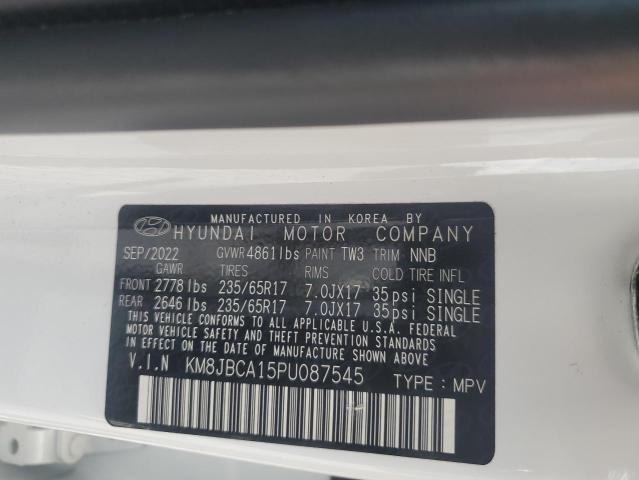 MANUFACTURED IN KOREA BY
HYUNDAI MOTOR COMPANY
SEP/2022 GVWR 4861lbs PAINT TW3 TRIM NNB
GAWR TIRES RIMS COLD TIRE INFL
FRONT 2778lbs 235/65R17 7.0JX17 35psi SINGLE
REAR 2646lbs 235/65R17 7.0JX17 35psi SINGLE
THIS VEHICLE CONFORMS TO ALL APPLICABLE U.S.A. FEDERAL
MOTOR VEHICLE SAFETY AND THEFT PREVENTION STANDARDS
IN EFFECT ON THE DATE OF MANUFACTURE SHOWN ABOVE.
V.I.N KM8JBCA15PU087545 TYPE : MPV